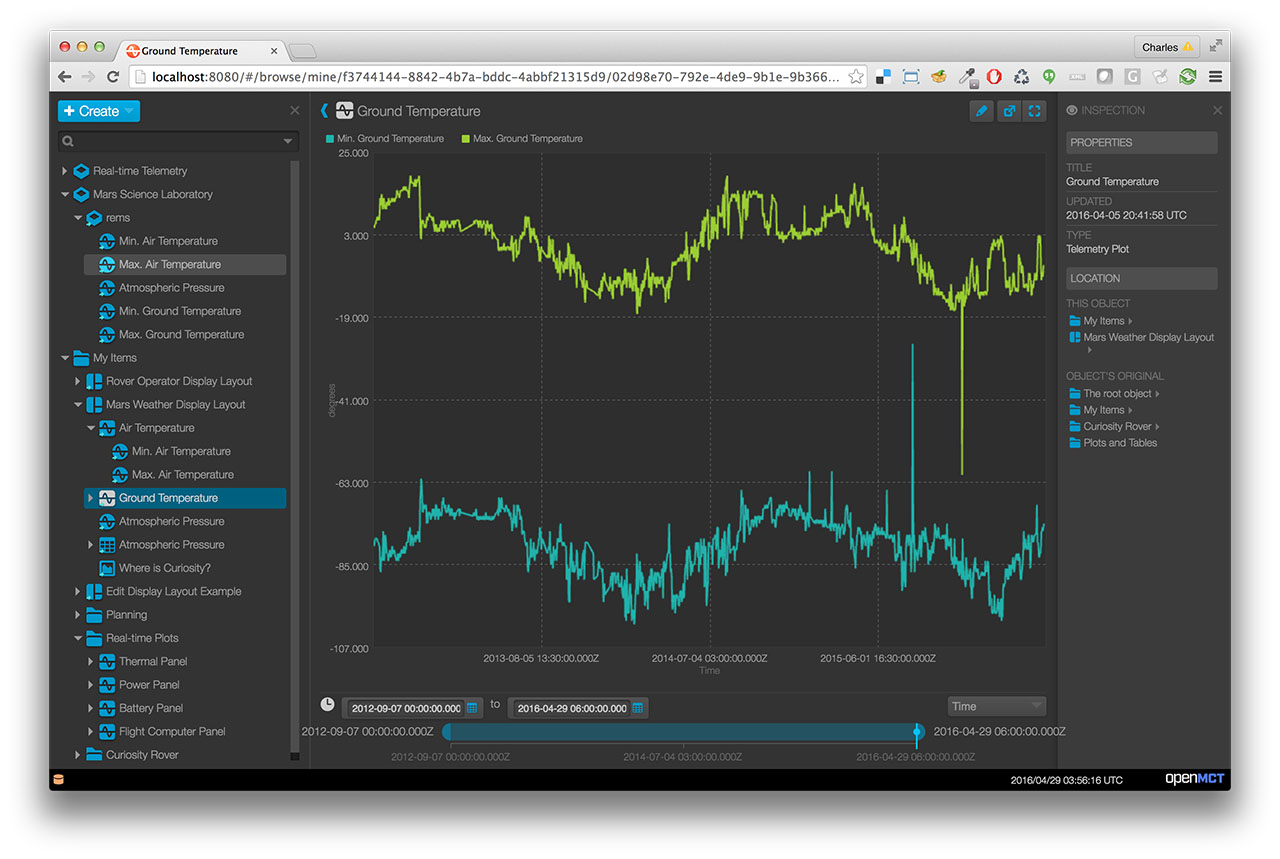 Ground Temperature
Charles
localhost:8080/#/browse/mine/f3744144-8842-4b7a-bddc-4abbf21315d9/02d98e70-792e-4de9-9b1e-9b366...
+ Create
Real-time Telemetry
Mars Science Laboratory
rems
Min. Air Temperature
Max. Air Temperature
Atmospheric Pressure
Min. Ground Temperature
Max. Ground Temperature
My Items
Rover Operator Display Layout
Mars Weather Display Layout
Air Temperature
Min. Air Temperature
Max. Air Temperature
Ground Temperature
Atmospheric Pressure
Atmospheric Pressure
Where is Curiosity?
Edit Display Layout Example
Planning
Real-time Plots
Thermal Panel
Power Panel
Battery Panel
Flight Computer Panel
Curiosity Rover
Ground Temperature
Min. Ground Temperature Max. Ground Temperature
25.000
3.000
-19.000
-41.000
-63.000
-85.000
-107.000
degrees
2013-08-05 13:30:00.000Z 2014-07-04 03:00:00.000Z 2015-06-01 16:30:00.000Z
Time
2012-09-07 00:00:00.000 to 2016-04-29 06:00:00.000 Time
2012-09-07 00:00:00.000Z 2016-04-29 06:00:00.000Z
2012-09-07 00:00:00.000Z 2014-07-04 03:00:00.000Z 2016-04-29 06:00:00.000Z
INSPECTION
PROPERTIES
TITLE
Ground Temperature
UPDATED
2016-04-05 20:41:58 UTC
TYPE
Telemetry Plot
LOCATION
THIS OBJECT
My Items
Mars Weather Display Layout
OBJECT'S ORIGINAL
The root object
My Items
Curiosity Rover
Plots and Tables
2016/04/29 03:56:16 UTC
openMCT